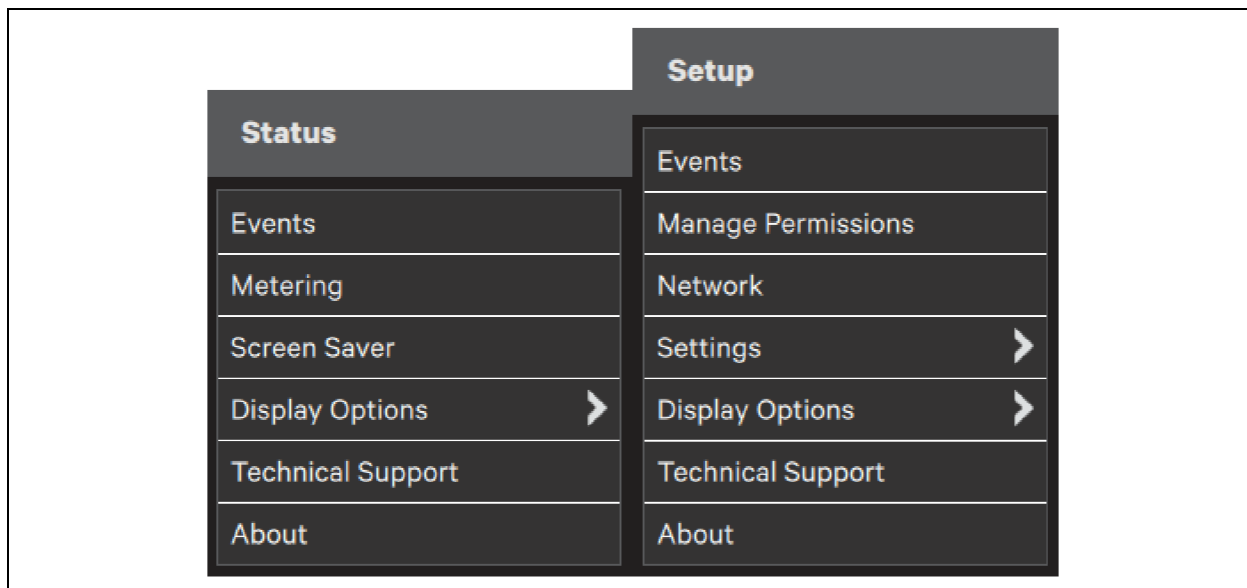 Status
Events
Metering
Screen Saver
Display Options
Technical Support
About
Setup
Events
Manage Permissions
Network
Settings
Display Options
Technical Support
About